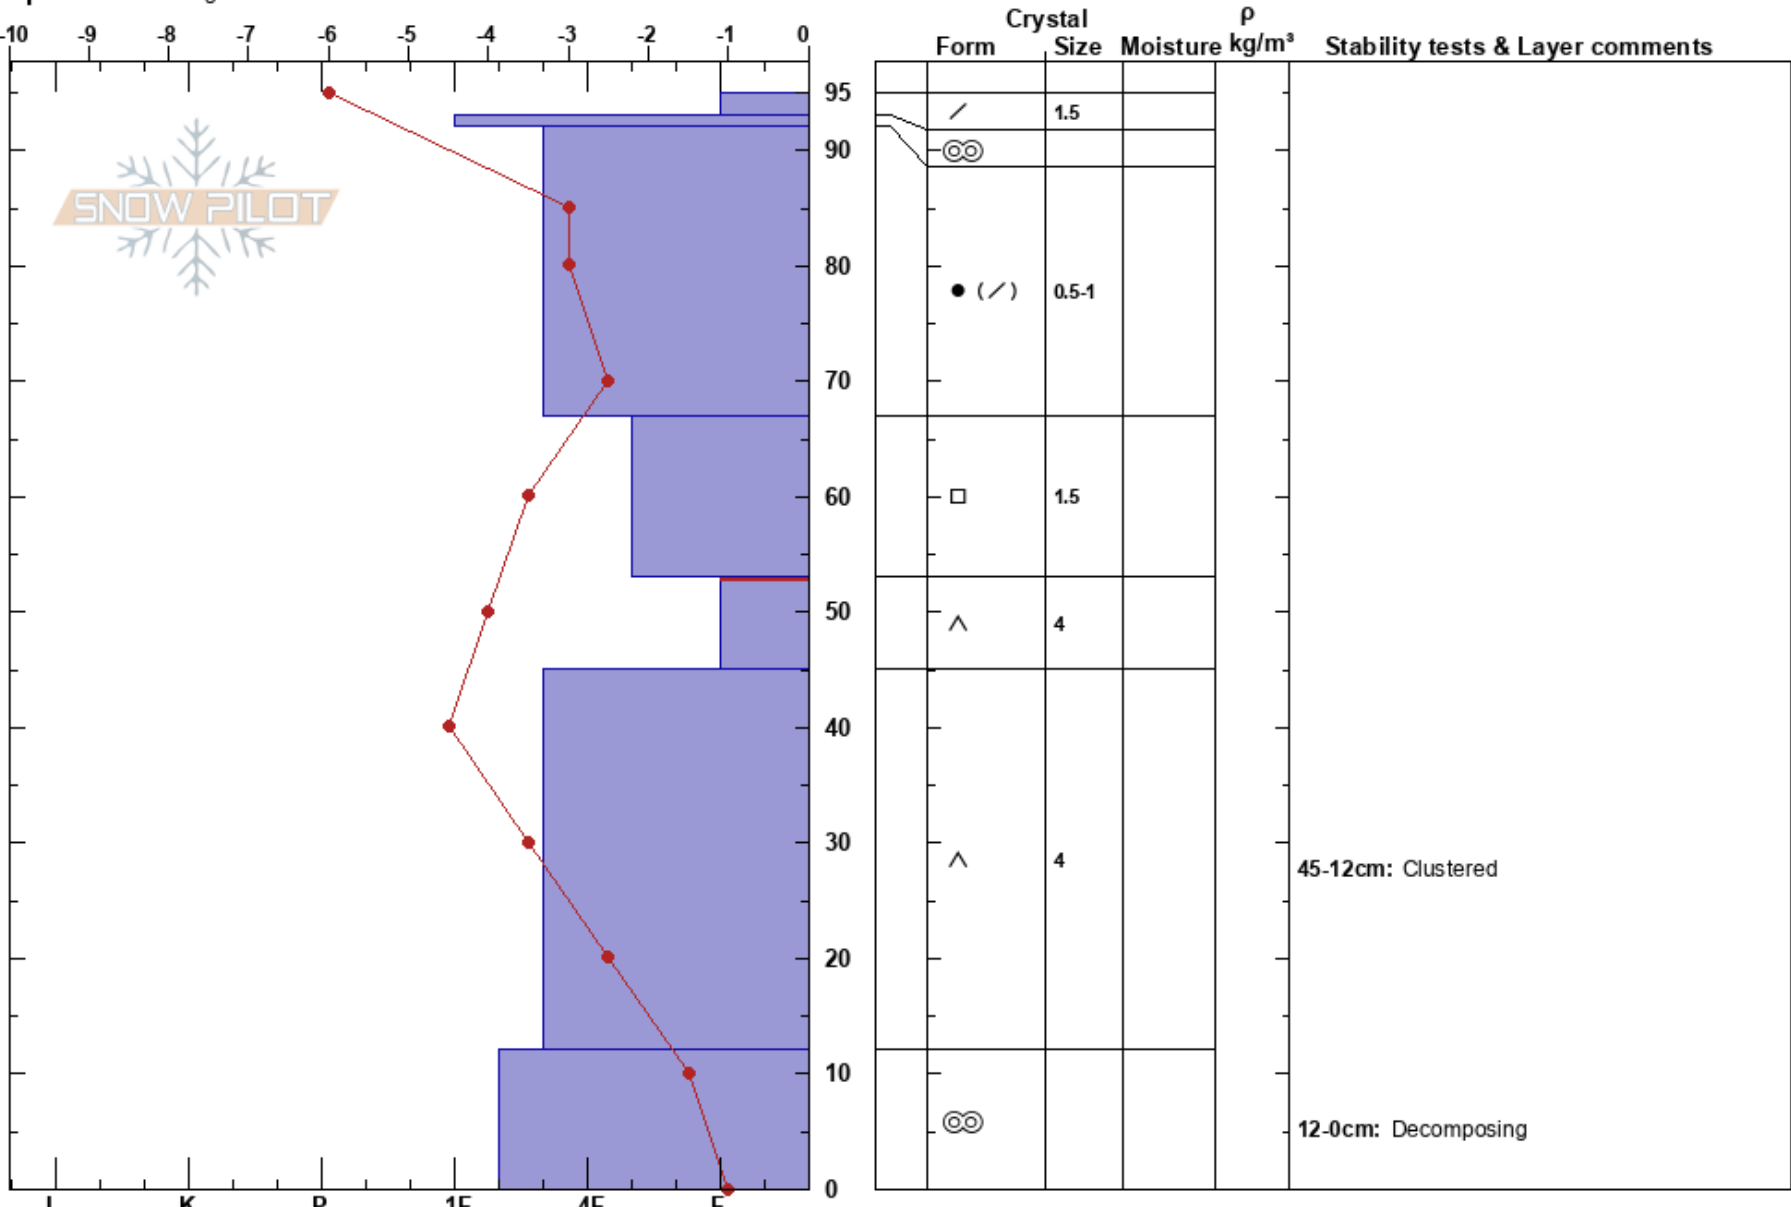 -10 -9 -8 -7 -6 -5 -4 -3 -2 -1 0
Crystal ρ
Form Size Moisture kg/m³ Stability tests & Layer comments
95
1.5
SNOW PILOT
90
80
(/) 0.5-1
70
60
1.5
50
4
40
30
4
45-12cm: Clustered
20
10
12-0cm: Decomposing
0
K P 1F 4F F